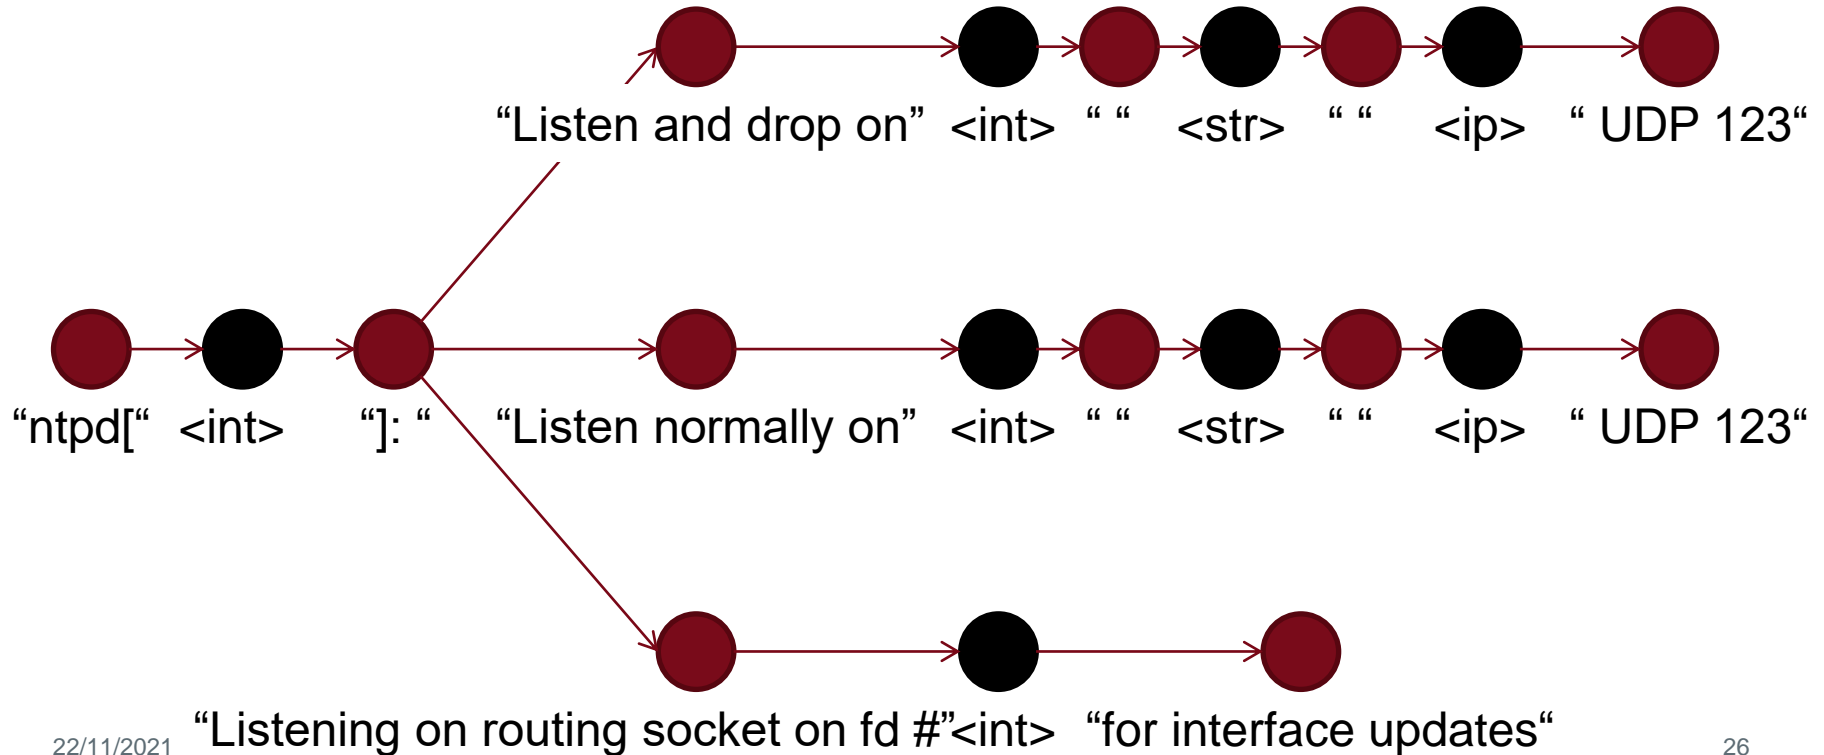 “Listen and drop on” <int> “ “ <str> “ “ <ip> “ UDP 123“
“ntpd[“ <int> “]: “ “Listen normally on” <int> “ “ <str> “ “ <ip> “ UDP 123“
“Listening on routing socket on fd #” <int> “for interface updates“
22/11/2021 26